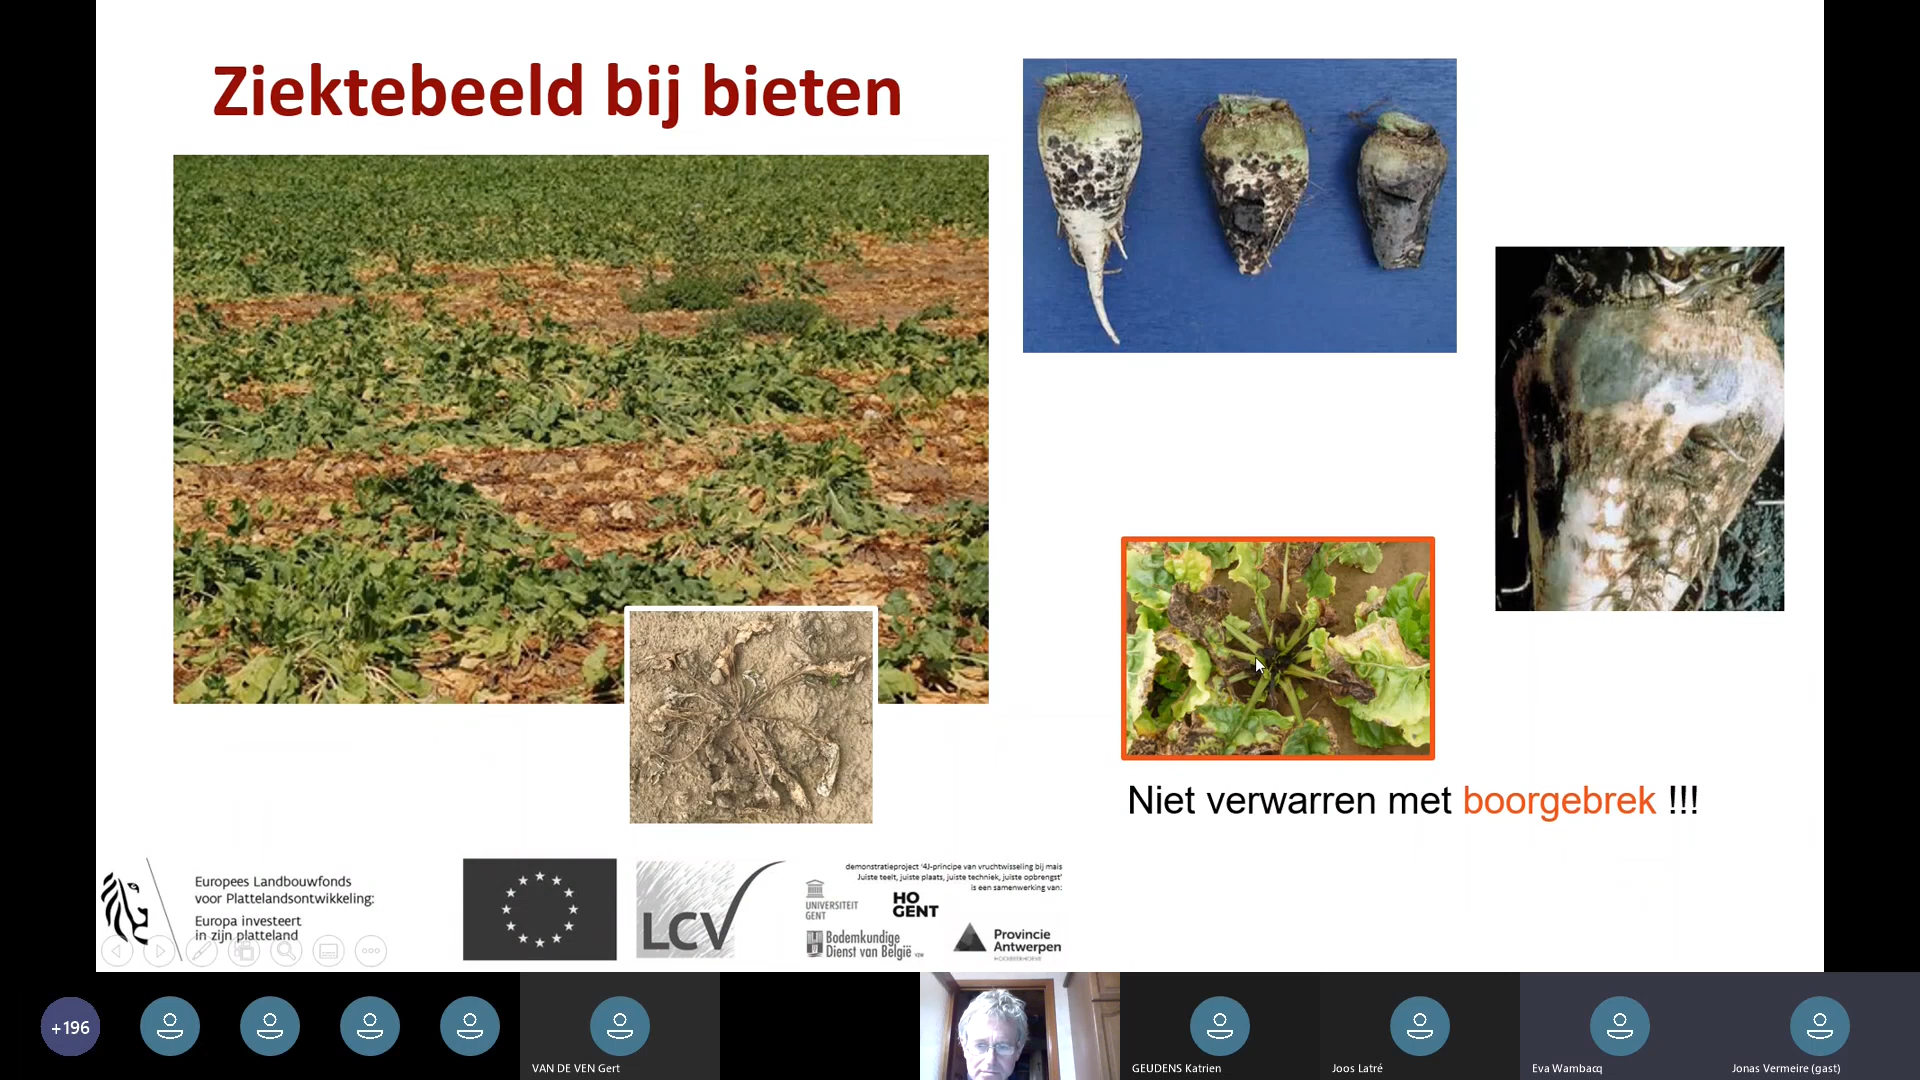 Ziektebeeld bij bieten
Niet verwarren met boorgebrek !!!
Europees Landbouwfonds
voor Plattelandsontwikkeling:
Europa investeert
in zijn platteland
LCV
demonstratieproject '4J-principe van vruchtwisseling bij mais
Juiste teelt, juiste plaats, juiste techniek, juiste opbrengst'
is een samenwerking van:
UNIVERSITEIT
GENT
HO
GENT
Bodemkundige
Dienst van België vzw
Provincie
Antwerpen
+196
VAN DE VEN Gert
GEUDENS Katrien
Joos Latré
Eva Wambacq
Jonas Vermeire (gast)